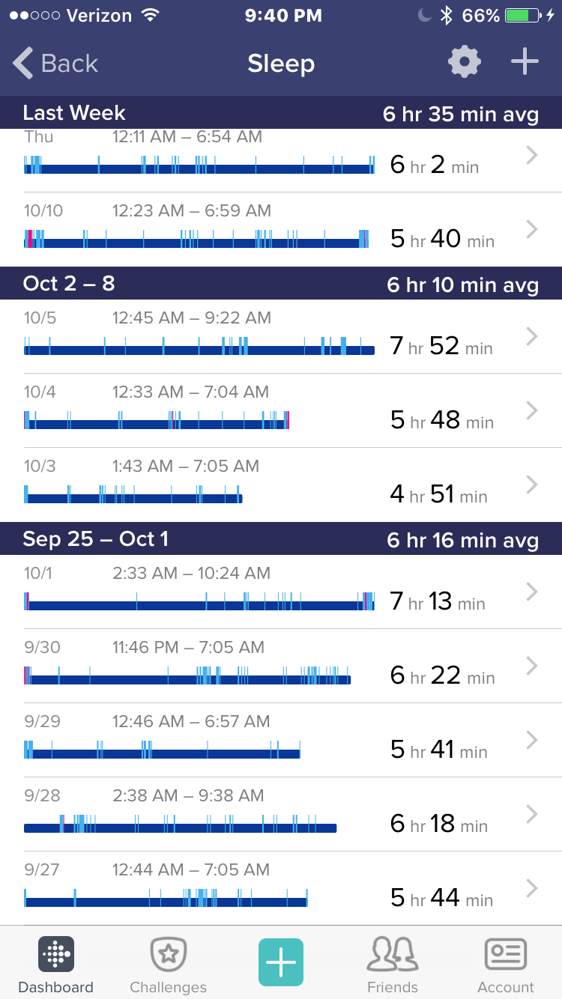 Verizon 9:40 PM 66%
Back Sleep
Last Week 6 hr 35 min avg
Thu 12:11 AM – 6:54 AM
6 hr 2 min
10/10 12:23 AM – 6:59 AM
5 hr 40 min
Oct 2 – 8 6 hr 10 min avg
10/5 12:45 AM – 9:22 AM
7 hr 52 min
10/4 12:33 AM – 7:04 AM
5 hr 48 min
10/3 1:43 AM – 7:05 AM
4 hr 51 min
Sep 25 – Oct 1 6 hr 16 min avg
10/1 2:33 AM – 10:24 AM
7 hr 13 min
9/30 11:46 PM – 7:05 AM
6 hr 22 min
9/29 12:46 AM – 6:57 AM
5 hr 41 min
9/28 2:38 AM – 9:38 AM
6 hr 18 min
9/27 12:44 AM – 7:05 AM
5 hr 44 min
Dashboard Challenges Friends Account